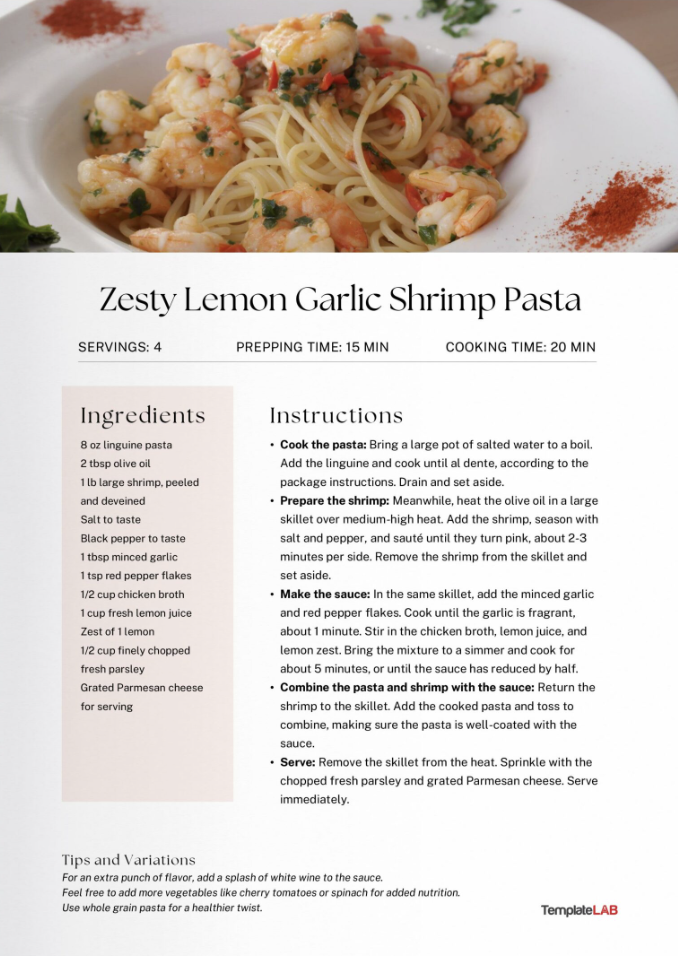 Zesty Lemon Garlic Shrimp Pasta
SERVINGS: 4
PREPPING TIME: 15 MIN
COOKING TIME: 20 MIN
Ingredients
8 oz linguine pasta
2 tbsp olive oil
1 lb large shrimp, peeled
and deveined
Salt to taste
Black pepper to taste
1 tbsp minced garlic
1 tsp red pepper flakes
1/2 cup chicken broth
1 cup fresh lemon juice
Zest of 1 lemon
1/2 cup finely chopped
fresh parsley
Grated Parmesan cheese
for serving
Instructions
• Cook the pasta: Bring a large pot of salted water to a boil.
Add the linguine and cook until al dente, according to the
package instructions. Drain and set aside.
• Prepare the shrimp: Meanwhile, heat the olive oil in a large
skillet over medium-high heat. Add the shrimp, season with
salt and pepper, and sauté until they turn pink, about 2-3
minutes per side. Remove the shrimp from the skillet and
set aside.
• Make the sauce: In the same skillet, add the minced garlic
and red pepper flakes. Cook until the garlic is fragrant,
about 1 minute. Stir in the chicken broth, lemon juice, and
lemon zest. Bring the mixture to a simmer and cook for
about 5 minutes, or until the sauce has reduced by half.
• Combine the pasta and shrimp with the sauce: Return the
shrimp to the skillet. Add the cooked pasta and toss to
combine, making sure the pasta is well-coated with the
sauce.
• Serve: Remove the skillet from the heat. Sprinkle with the
chopped fresh parsley and grated Parmesan cheese. Serve
immediately.
Tips and Variations
For an extra punch of flavor, add a splash of white wine to the sauce.
Feel free to add more vegetables like cherry tomatoes or spinach for added nutrition.
Use whole grain pasta for a healthier twist.
TemplateLAB